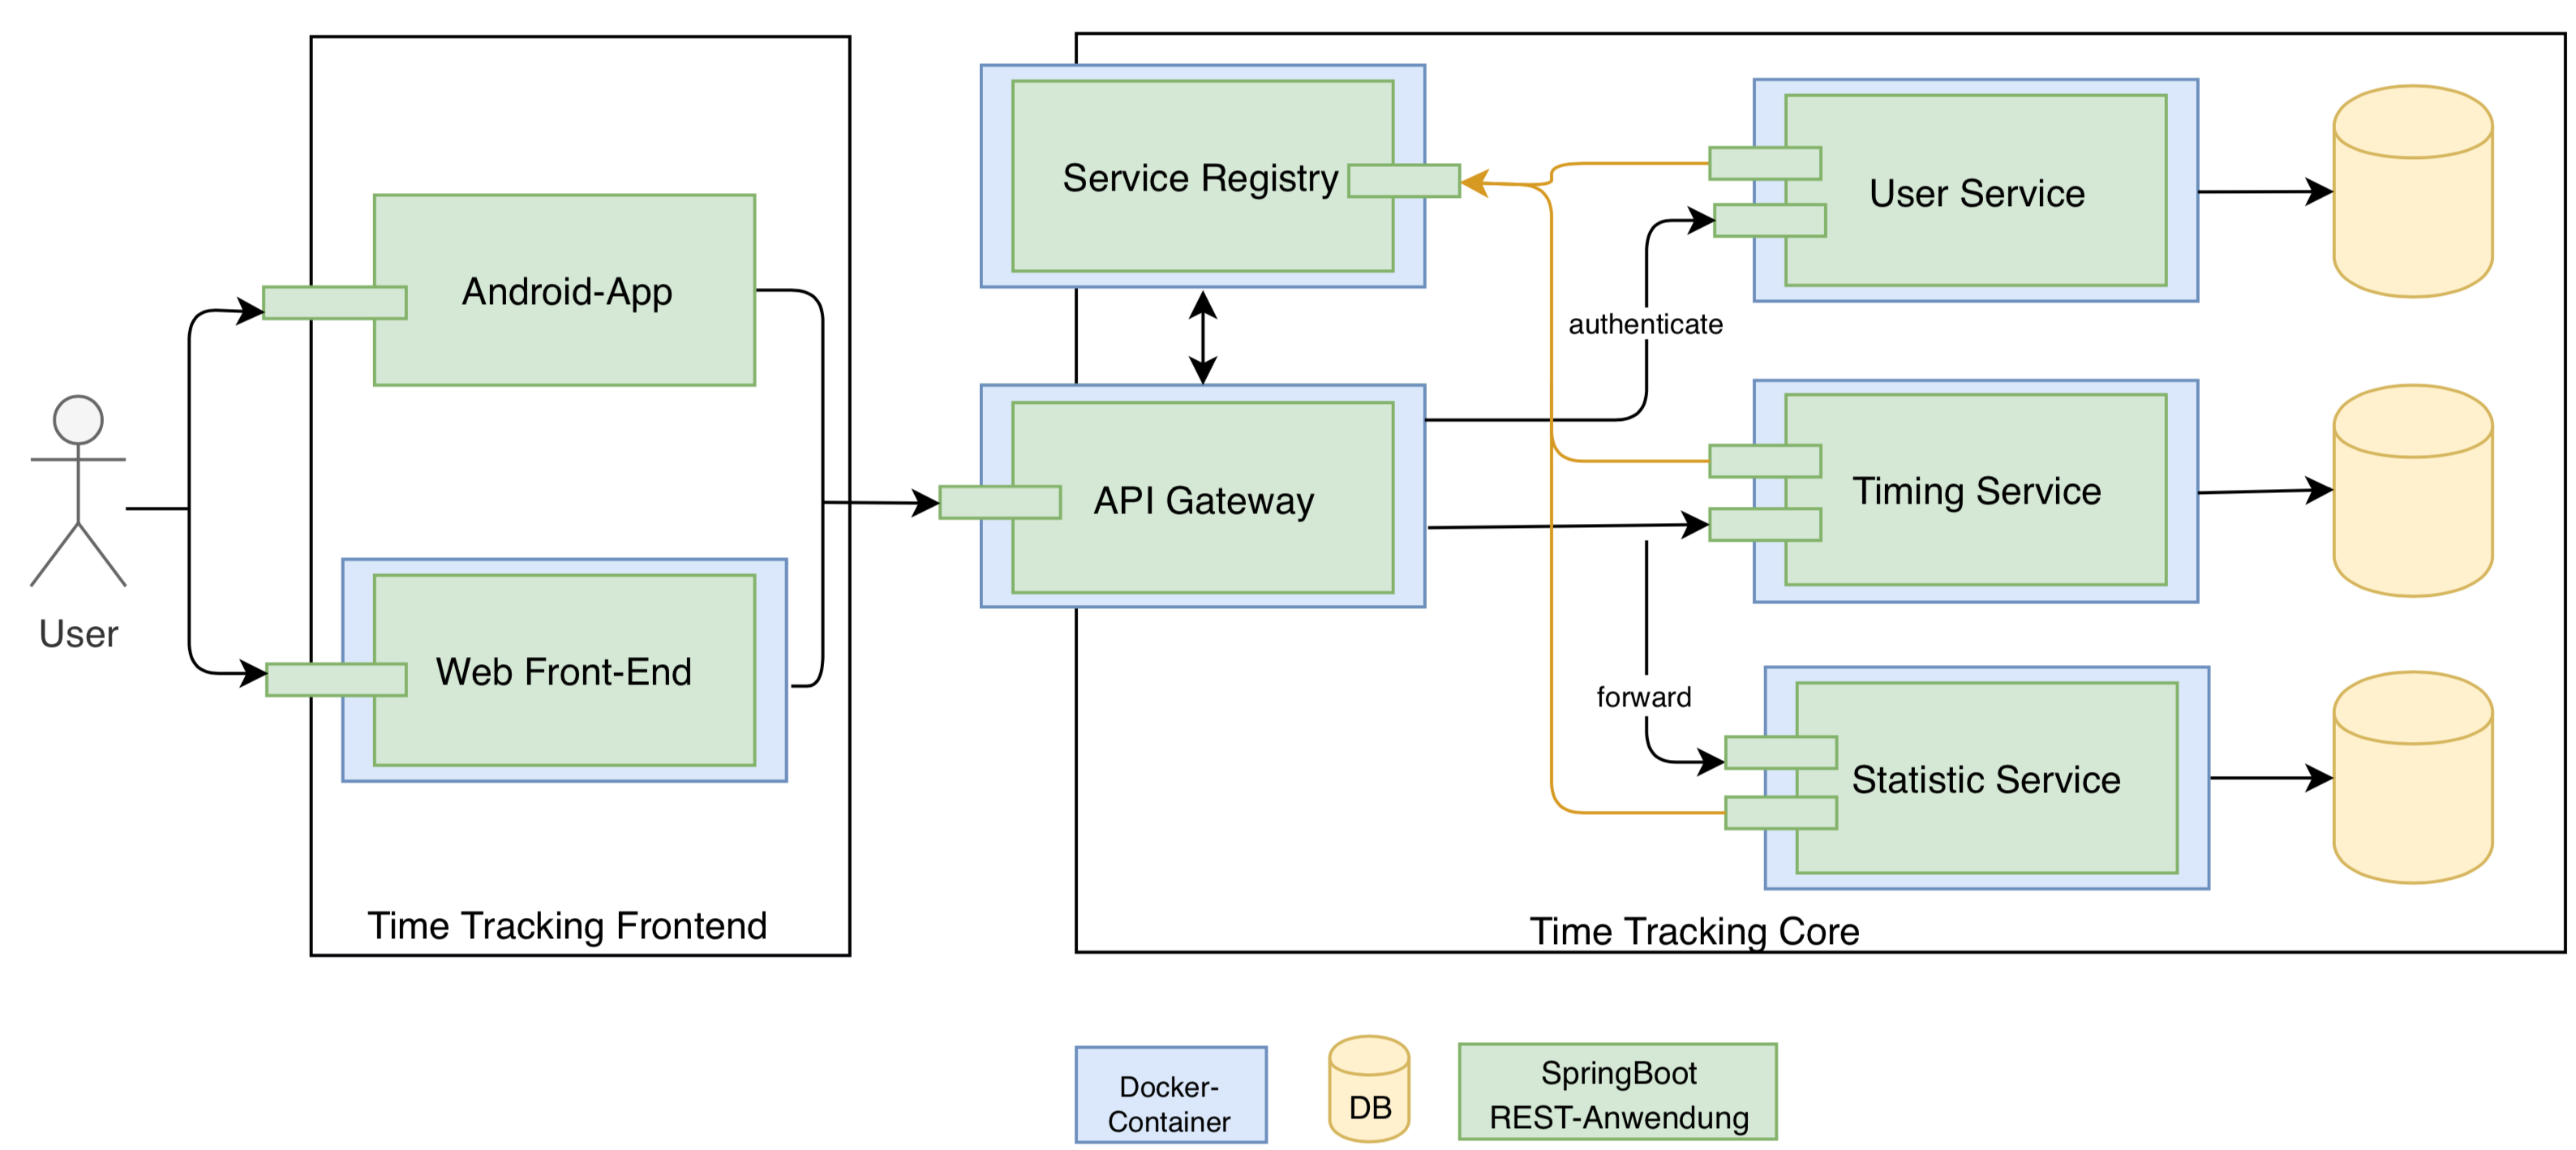 User
Android-App
Web Front-End
Time Tracking Frontend
Service Registry
API Gateway
authenticate
forward
User Service
Timing Service
Statistic Service
Time Tracking Core
Docker-
Container
DB
SpringBoot
REST-Anwendung